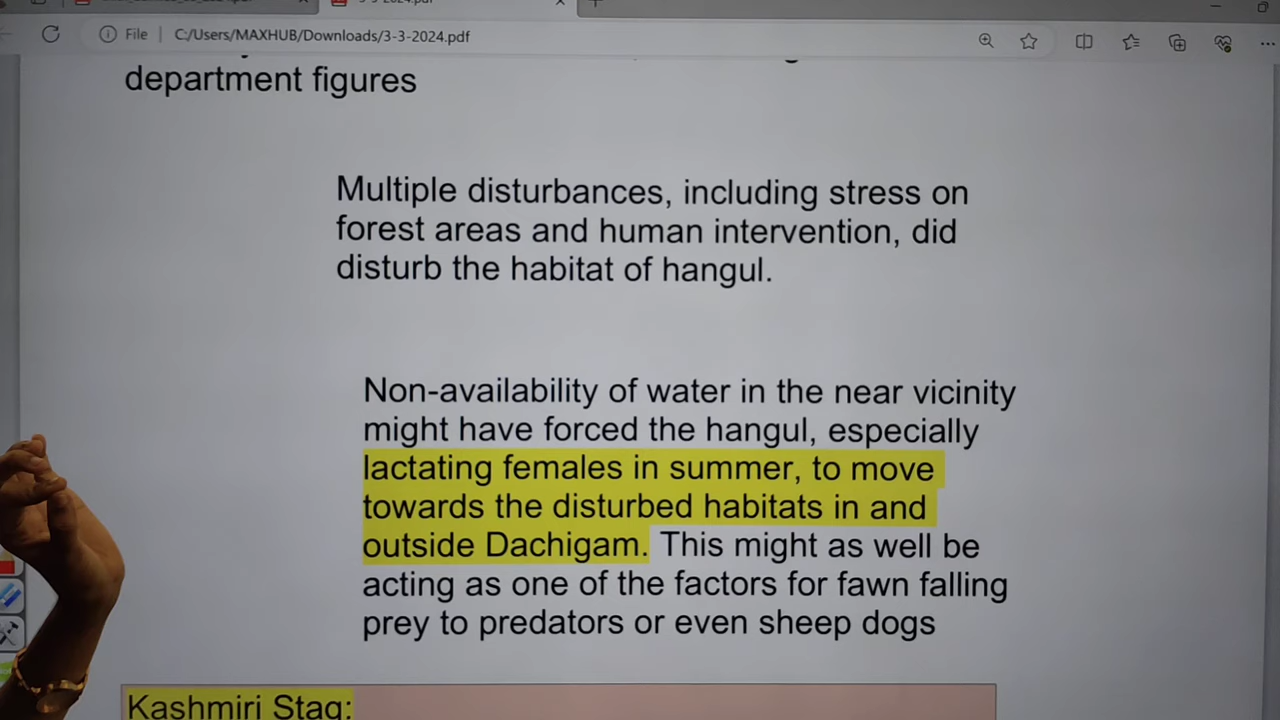 File C:/Users/MAXHUB/Downloads/3-3-2024.pdf
department figures
Multiple disturbances, including stress on
forest areas and human intervention, did
disturb the habitat of hangul.
Non-availability of water in the near vicinity
might have forced the hangul, especially
lactating females in summer, to move
towards the disturbed habitats in and
outside Dachigam. This might as well be
acting as one of the factors for fawn falling
prey to predators or even sheep dogs
Kashmiri Stag: